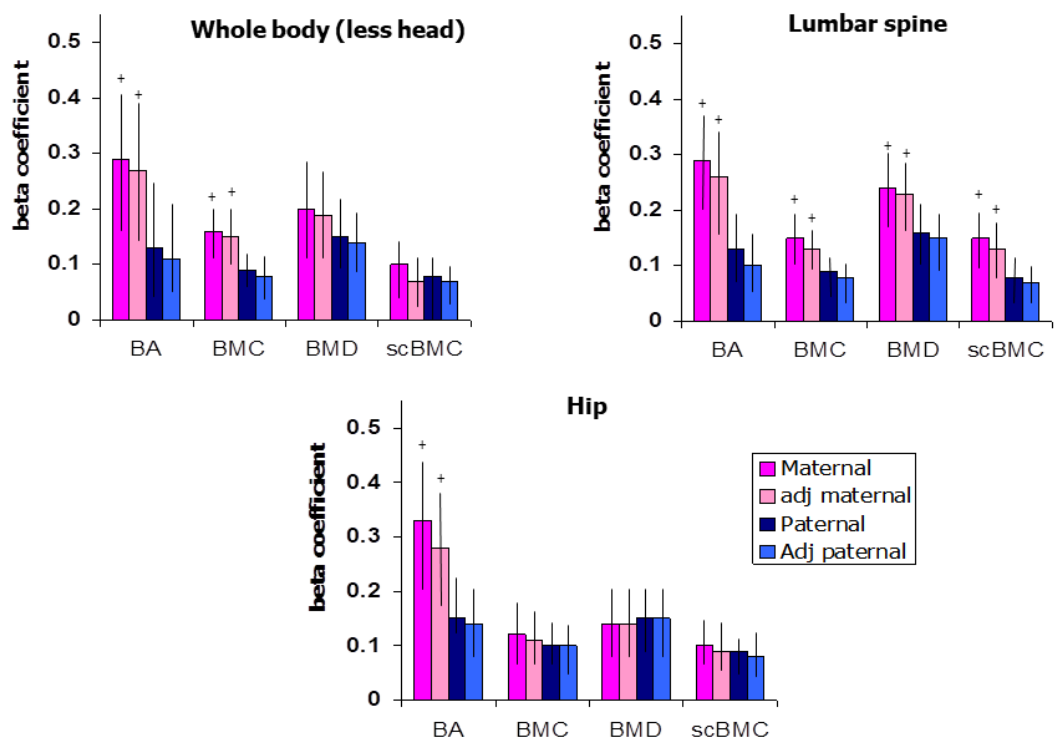 Whole body (less head)
beta coefficient
0.5
0.4
0.3
0.2
0.1
0
+ + + +
BA BMC BMD scBMC
Lumbar spine
beta coefficient
0.5
0.4
0.3
0.2
0.1
0
+ + + + + + + +
BA BMC BMD scBMC
Hip
beta coefficient
0.5
0.4
0.3
0.2
0.1
0
+ +
BA BMC BMD scBMC
Maternal
adj maternal
Paternal
Adj paternal